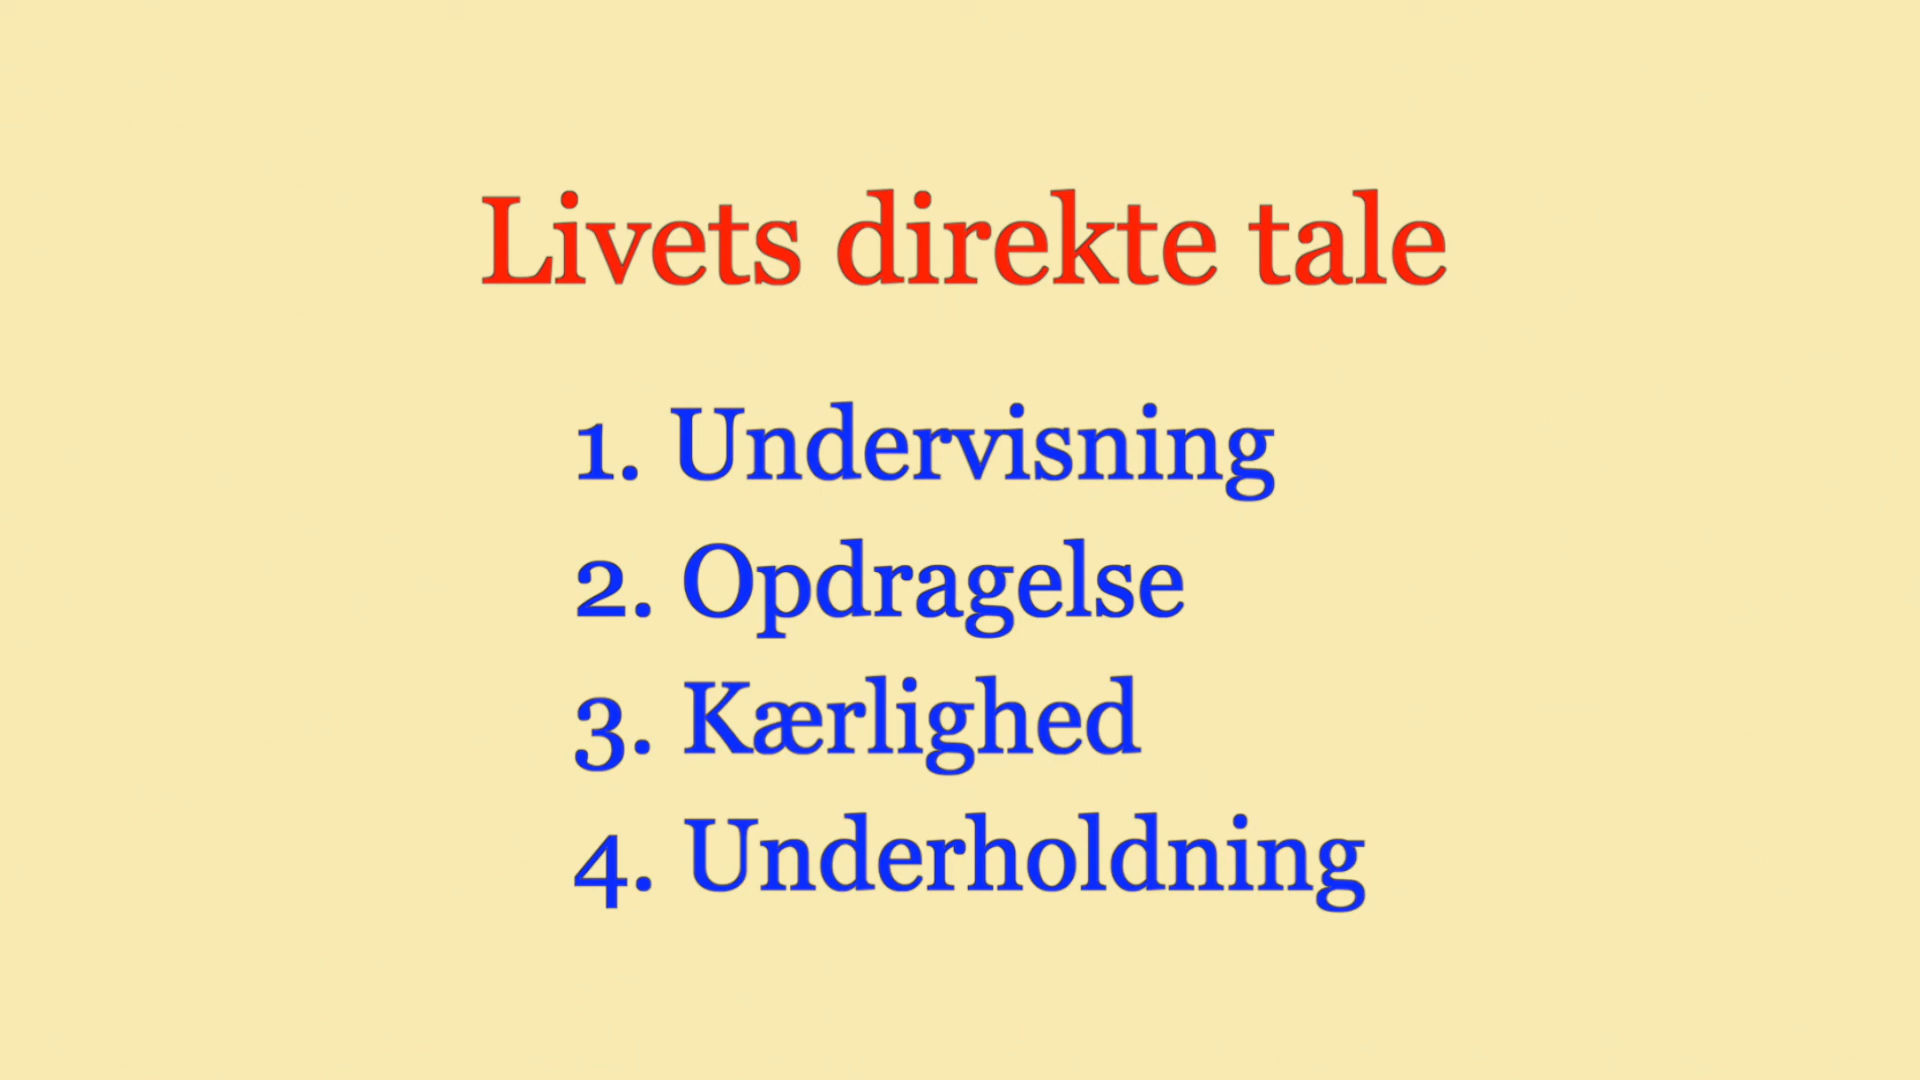 Livets direkte tale
1. Undervisning
2. Opdragelse
3. Kærlighed
4. Underholdning